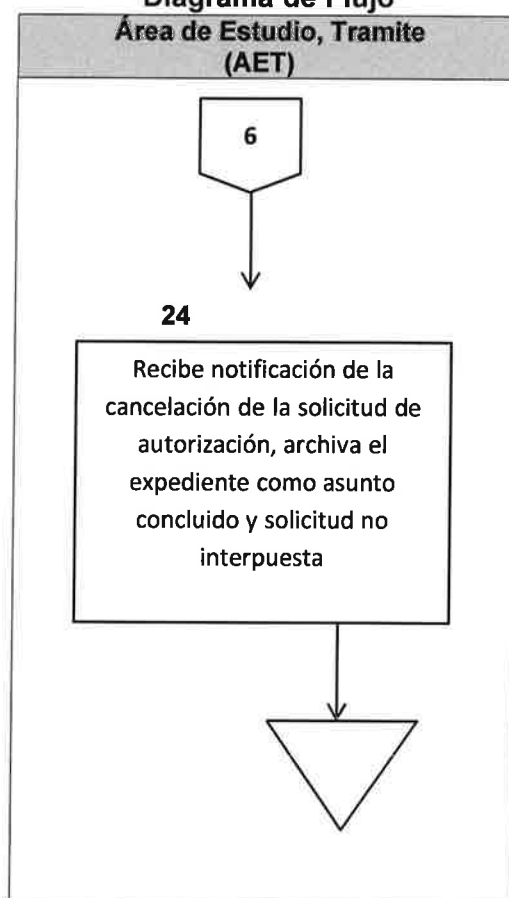 Diagrama de Flujo
Área de Estudio, Tramite
(AET)
6
24
Recibe notificación de la
cancelación de la solicitud de
autorización, archiva el
expediente como asunto
concluido y solicitud no
interpuesta